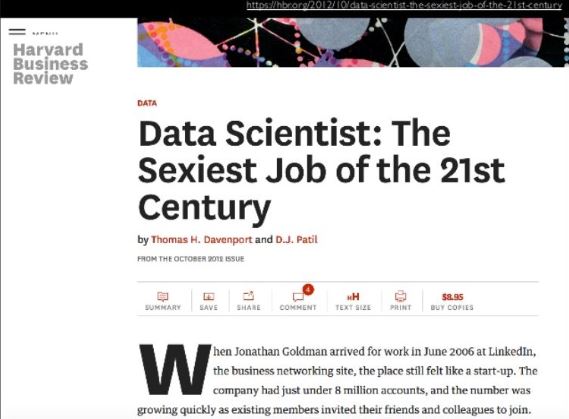 https://hbr.org/2012/10/data-scientist-the-sexiest-job-of-the-21st-century
MENU
Harvard
Business
Review
DATA
Data Scientist: The
Sexiest Job of the 21st
Century
by Thomas H. Davenport and D.J. Patil
FROM THE OCTOBER 2012 ISSUE
4
HH $8.95
SUMMARY SAVE SHARE COMMENT TEXT SIZE PRINT BUY COPIES
When Jonathan Goldman arrived for work in June 2006 at LinkedIn,
the business networking site, the place still felt like a start-up. The
company had just under 8 million accounts, and the number was
growing quickly as existing members invited their friends and colleagues to join.